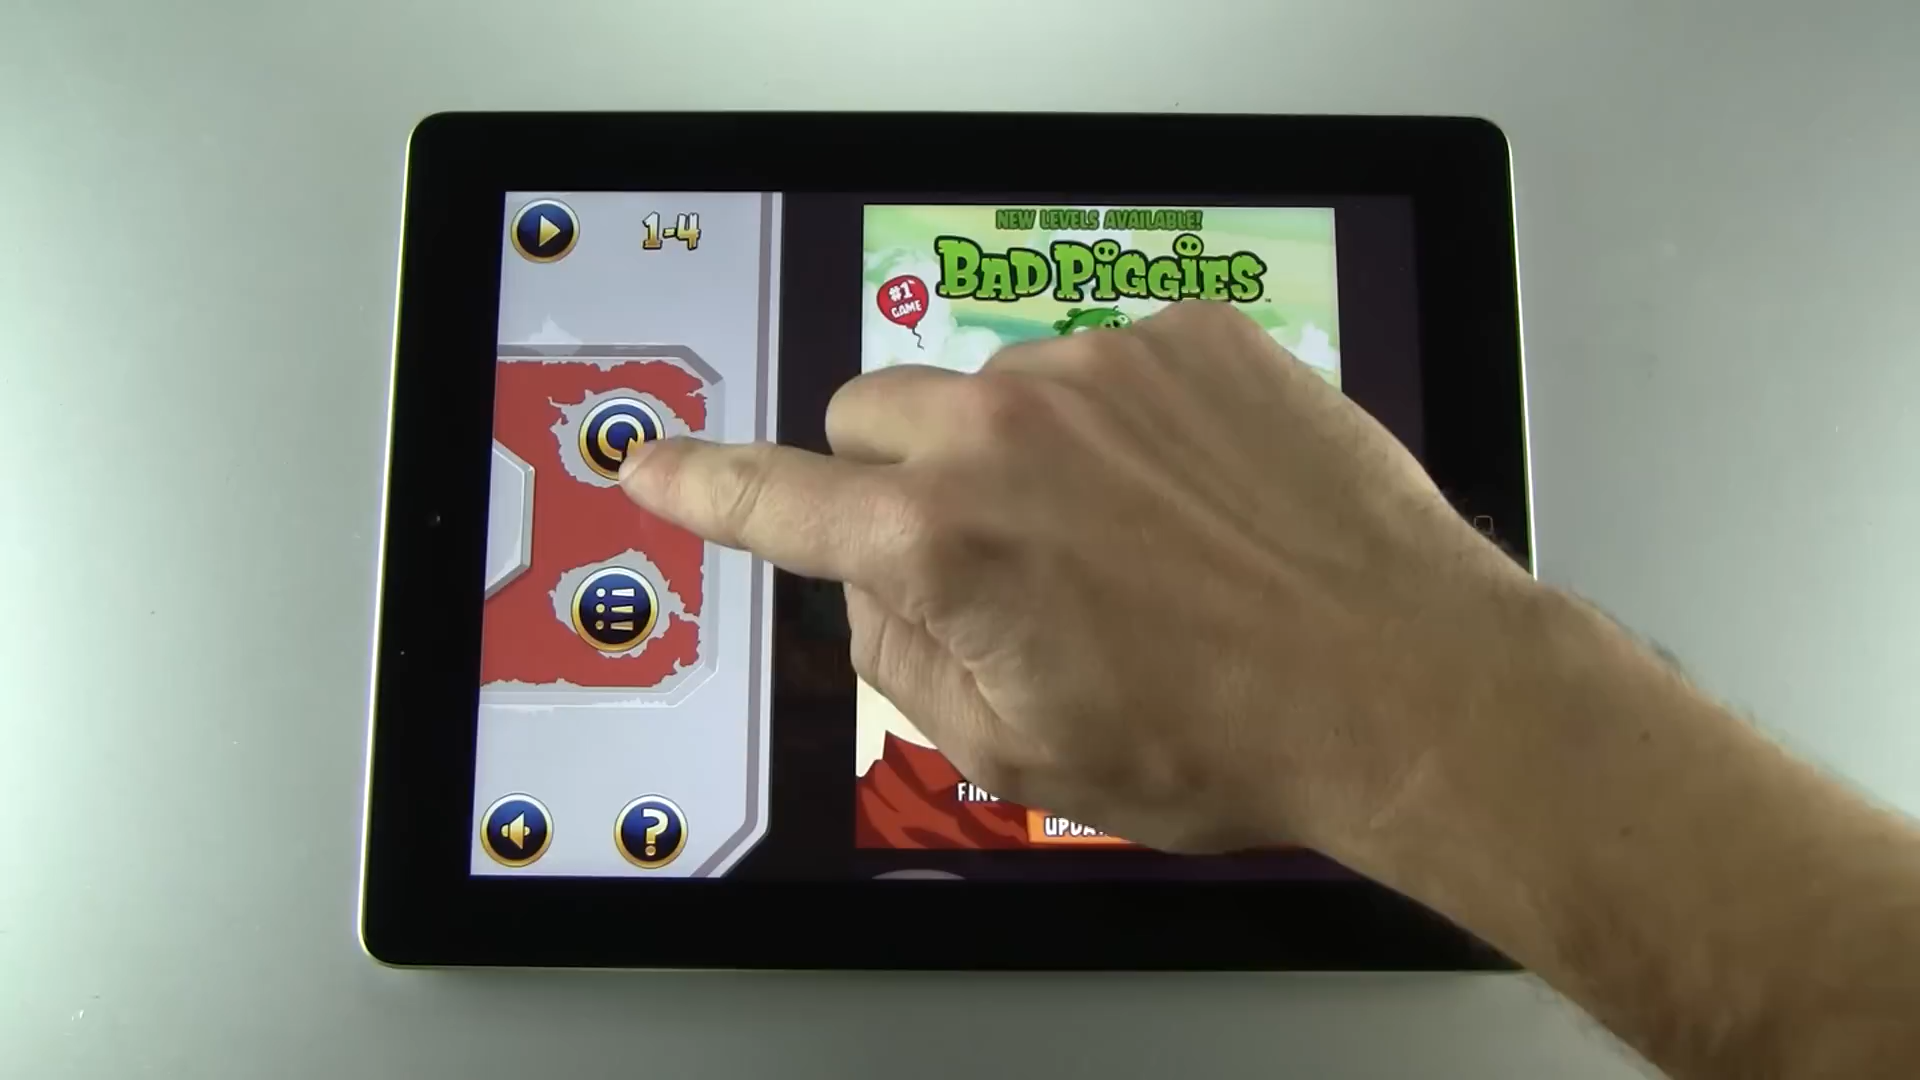 1-4
NEW LEVELS AVAILABLE!
BAD PIGGIES
#1
GAME
?